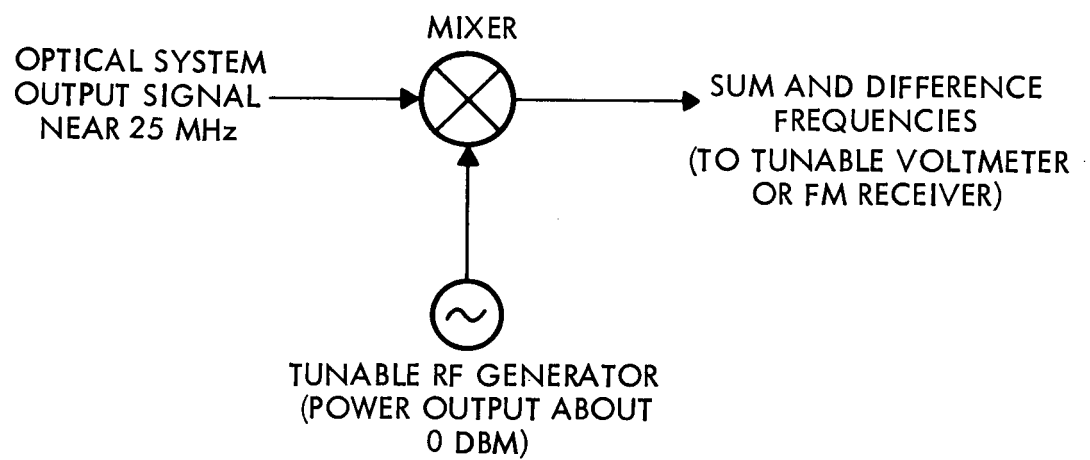 MIXER
OPTICAL SYSTEM
OUTPUT SIGNAL
NEAR 25 MHz
SUM AND DIFFERENCE
FREQUENCIES
(TO TUNABLE VOLTMETER
OR FM RECEIVER)
TUNABLE RF GENERATOR
(POWER OUTPUT ABOUT
0 DBM)